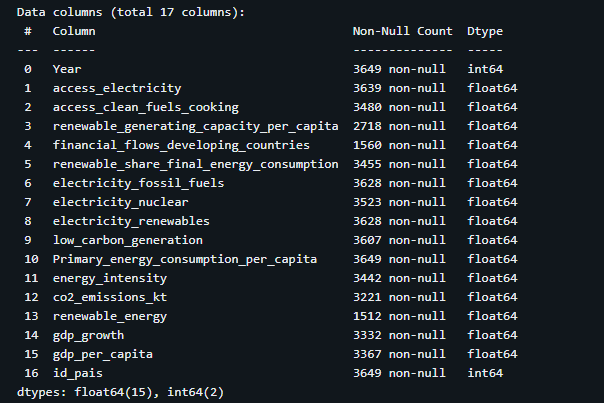 Data columns (total 17 columns):
 #   Column                                 Non-Null Count  Dtype
---  ------                                 --------------  -----
 0   Year                                   3649 non-null   int64
 1   access_electricity                     3639 non-null   float64
 2   access_clean_fuels_cooking             3480 non-null   float64
 3   renewable_generating_capacity_per_capita  2718 non-null   float64
 4   financial_flows_developing_countries   1560 non-null   float64
 5   renewable_share_final_energy_consumption  3455 non-null   float64
 6   electricity_fossil_fuels               3628 non-null   float64
 7   electricity_nuclear                    3523 non-null   float64
 8   electricity_renewables                 3628 non-null   float64
 9   low_carbon_generation                  3607 non-null   float64
 10  Primary_energy_consumption_per_capita  3649 non-null   float64
 11  energy_intensity                       3442 non-null   float64
 12  co2_emissions_kt                       3221 non-null   float64
 13  renewable_energy                       1512 non-null   float64
 14  gdp_growth                             3332 non-null   float64
 15  gdp_per_capita                         3367 non-null   float64
 16  id_pais                                3649 non-null   int64
dtypes: float64(15), int64(2)